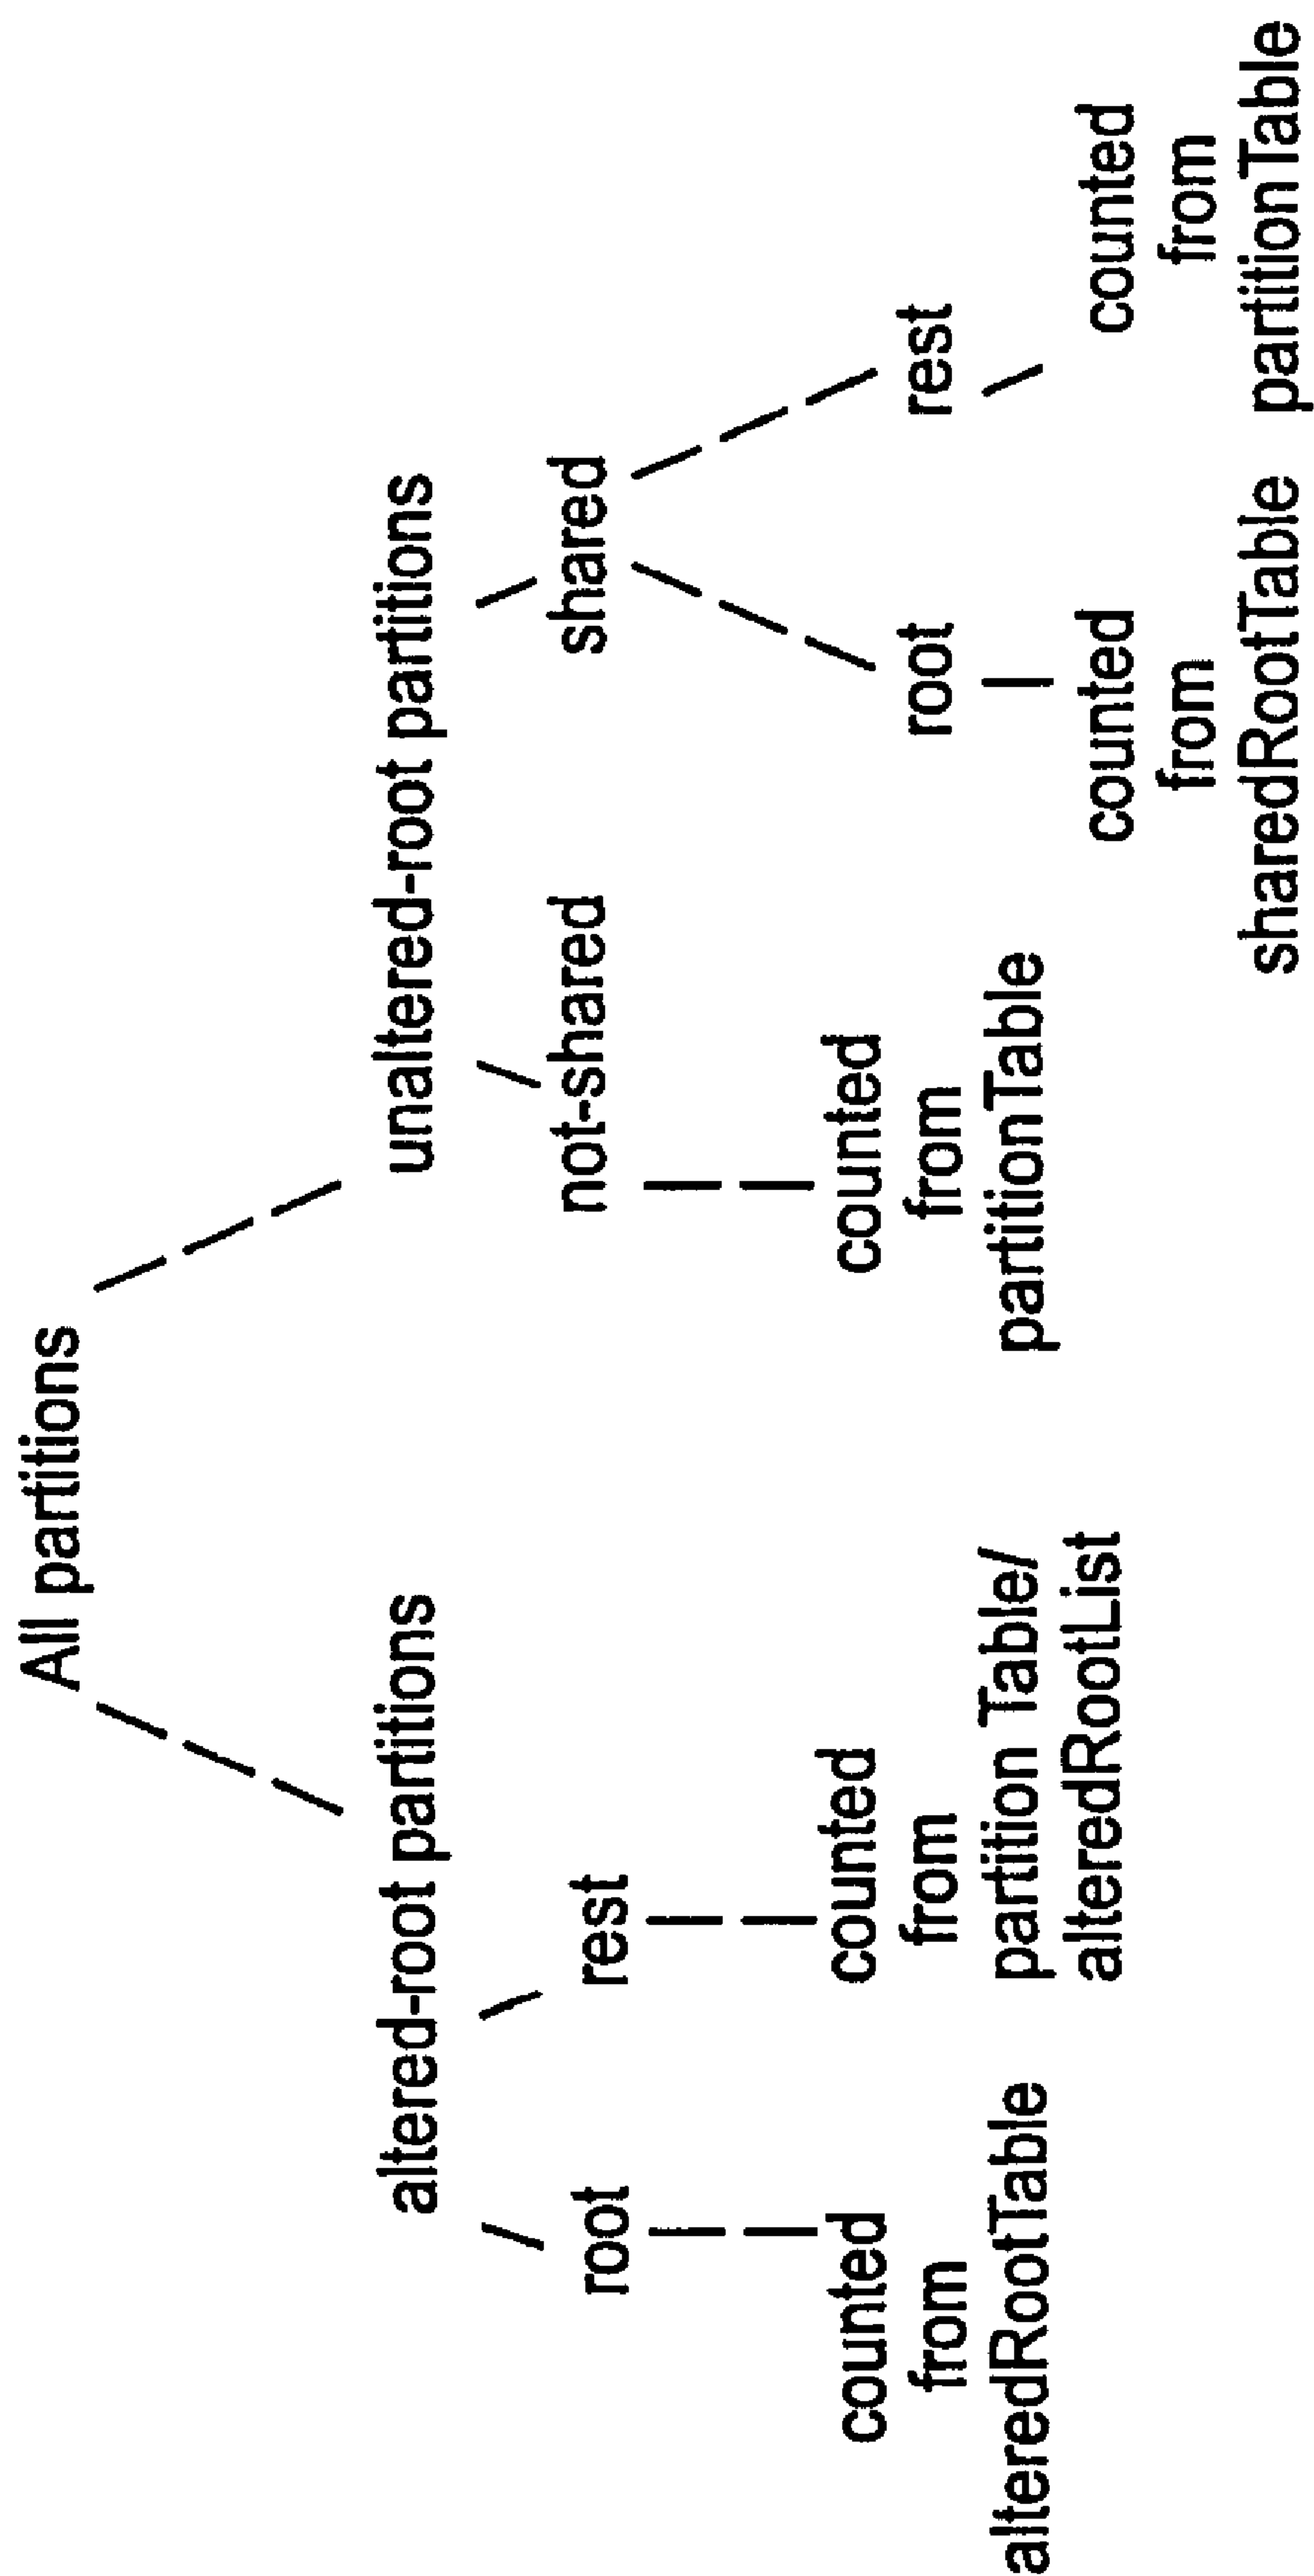 All partitions
altered-root partitions
unaltered-root partitions
root
rest
not-shared
shared
counted
from
alteredRootTable
counted
from
partition Table/
alteredRootList
counted
from
partitionTable
root
rest
counted
from
sharedRootTable
counted
from
partitionTable